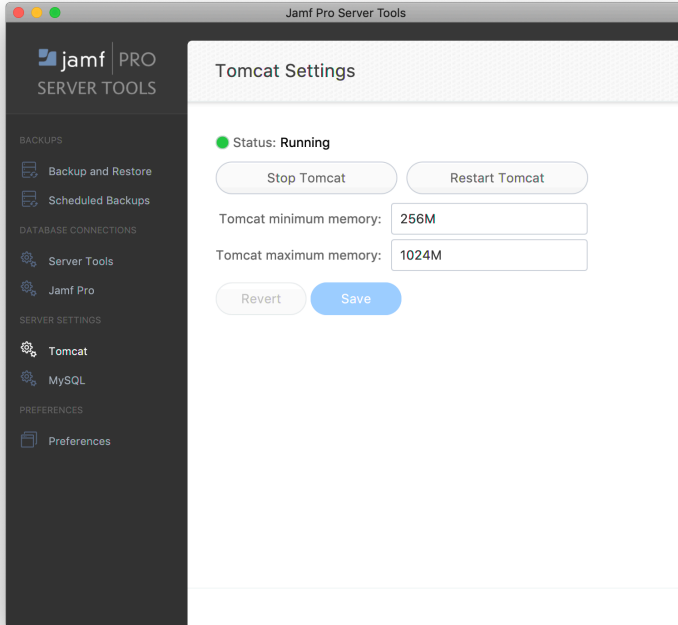 Jamf Pro Server Tools
jamf PRO
SERVER TOOLS
BACKUPS
Backup and Restore
Scheduled Backups
DATABASE CONNECTIONS
Server Tools
Jamf Pro
SERVER SETTINGS
Tomcat
MySQL
PREFERENCES
Preferences
Tomcat Settings
Status: Running
Stop Tomcat Restart Tomcat
Tomcat minimum memory: 256M
Tomcat maximum memory: 1024M
Revert Save